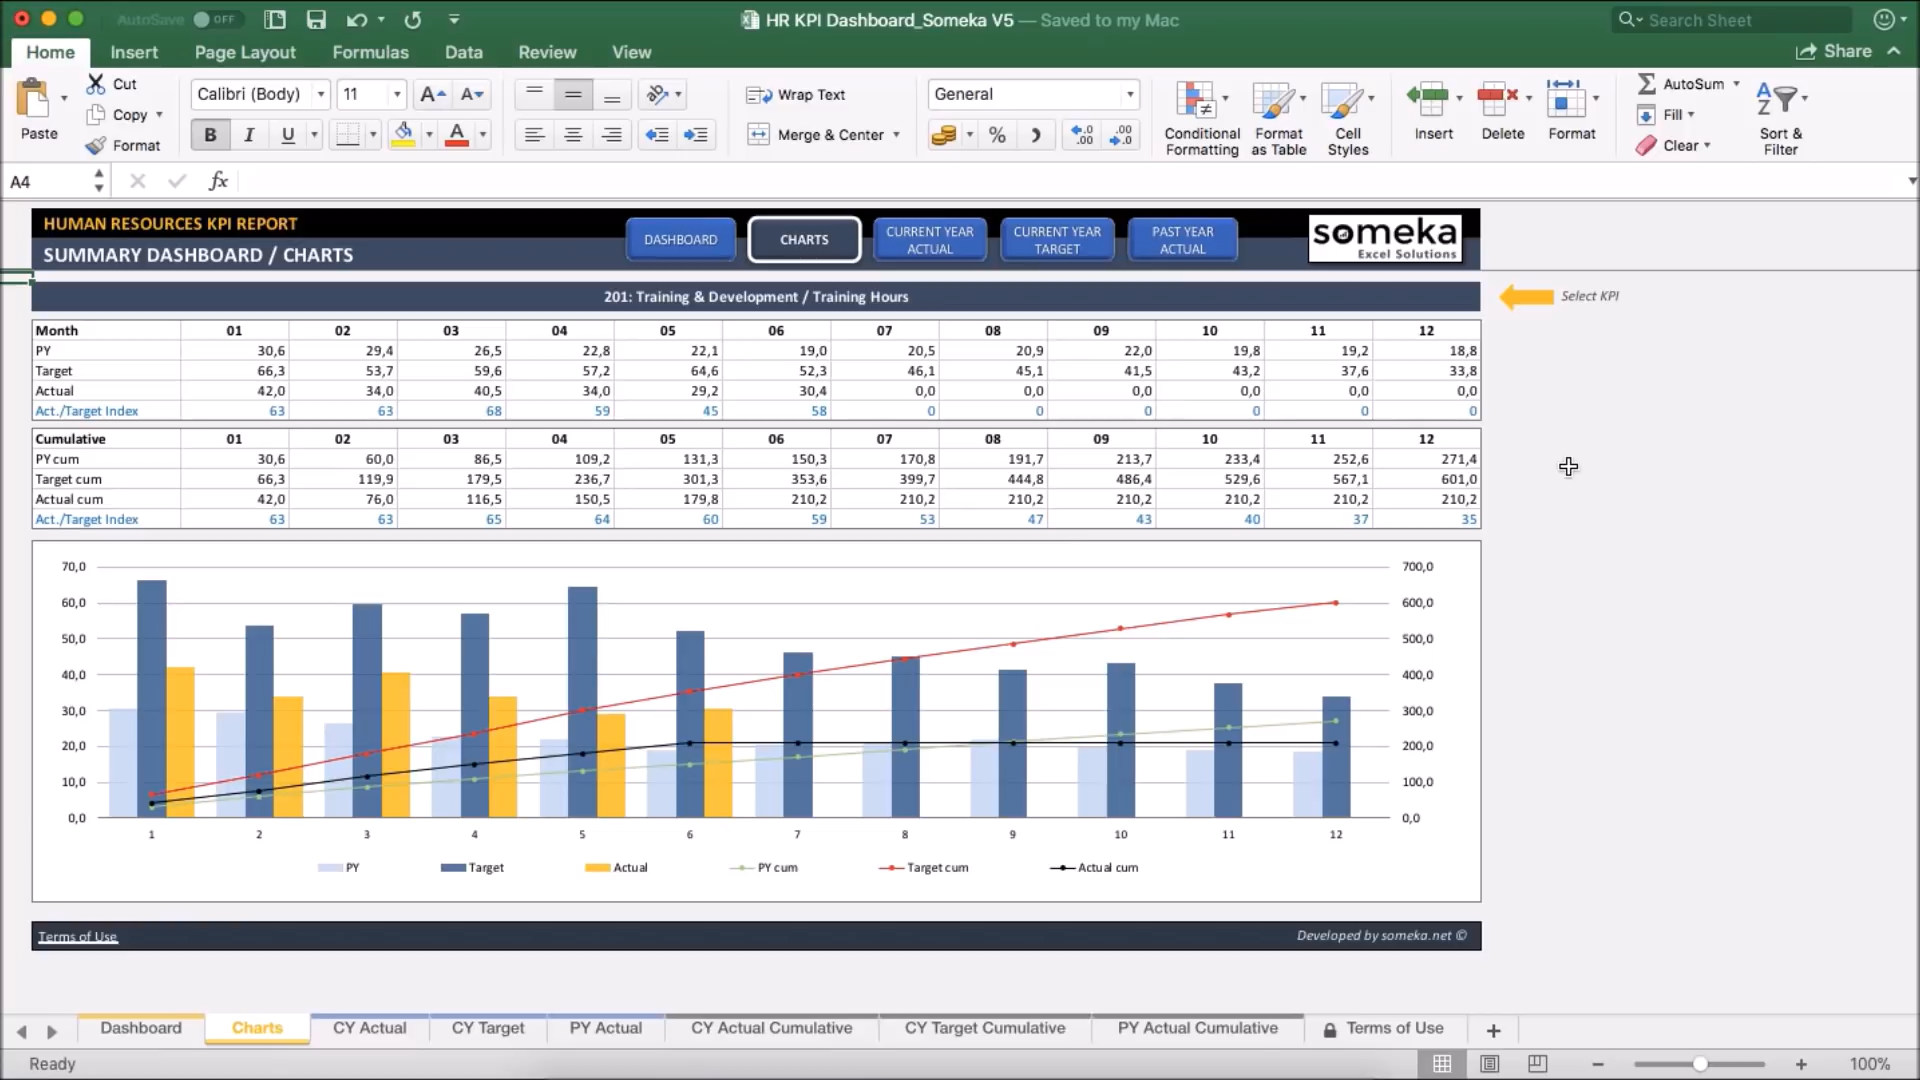 AutoSave OFF HR KPI Dashboard_Someka V5 — Saved to my Mac Search Sheet
Home Insert Page Layout Formulas Data Review View Share
Paste Cut Copy Format
Calibri (Body) 11 A A
B I U A
Wrap Text
Merge & Center
General
% .0 .00 .00 .0
Conditional Formatting
Format as Table
Cell Styles
Insert Delete Format
AutoSum
Fill
Clear
Sort & Filter
A4 fx
HUMAN RESOURCES KPI REPORT
SUMMARY DASHBOARD / CHARTS
DASHBOARD
CHARTS
CURRENT YEAR ACTUAL
CURRENT YEAR TARGET
PAST YEAR ACTUAL
someka
Excel Solutions
201: Training & Development / Training Hours
Select KPI
Month 01 02 03 04 05 06 07 08 09 10 11 12
PY 30,6 29,4 26,5 22,8 22,1 19,0 20,5 20,9 22,0 19,8 19,2 18,8
Target 66,3 53,7 59,6 57,2 64,6 52,3 46,1 45,1 41,5 43,2 37,6 33,8
Actual 42,0 34,0 40,5 34,0 29,2 30,4 0,0 0,0 0,0 0,0 0,0 0,0
Act./Target Index 63 63 68 59 45 58 0 0 0 0 0 0
Cumulative 01 02 03 04 05 06 07 08 09 10 11 12
PY cum 30,6 60,0 86,5 109,2 131,3 150,3 170,8 191,7 213,7 233,4 252,6 271,4
Target cum 66,3 119,9 179,5 236,7 301,3 353,6 399,7 444,8 486,4 529,6 567,1 601,0
Actual cum 42,0 76,0 116,5 150,5 179,8 210,2 210,2 210,2 210,2 210,2 210,2 210,2
Act./Target Index 63 63 65 64 60 59 53 47 43 40 37 35
70,0 700,0
60,0 600,0
50,0 500,0
40,0 400,0
30,0 300,0
20,0 200,0
10,0 100,0
0,0 0,0
1 2 3 4 5 6 7 8 9 10 11 12
PY Target Actual PY cum Target cum Actual cum
Terms of Use Developed by someka.net ©
Dashboard Charts CY Actual CY Target PY Actual CY Actual Cumulative CY Target Cumulative PY Actual Cumulative Terms of Use +
Ready 100%